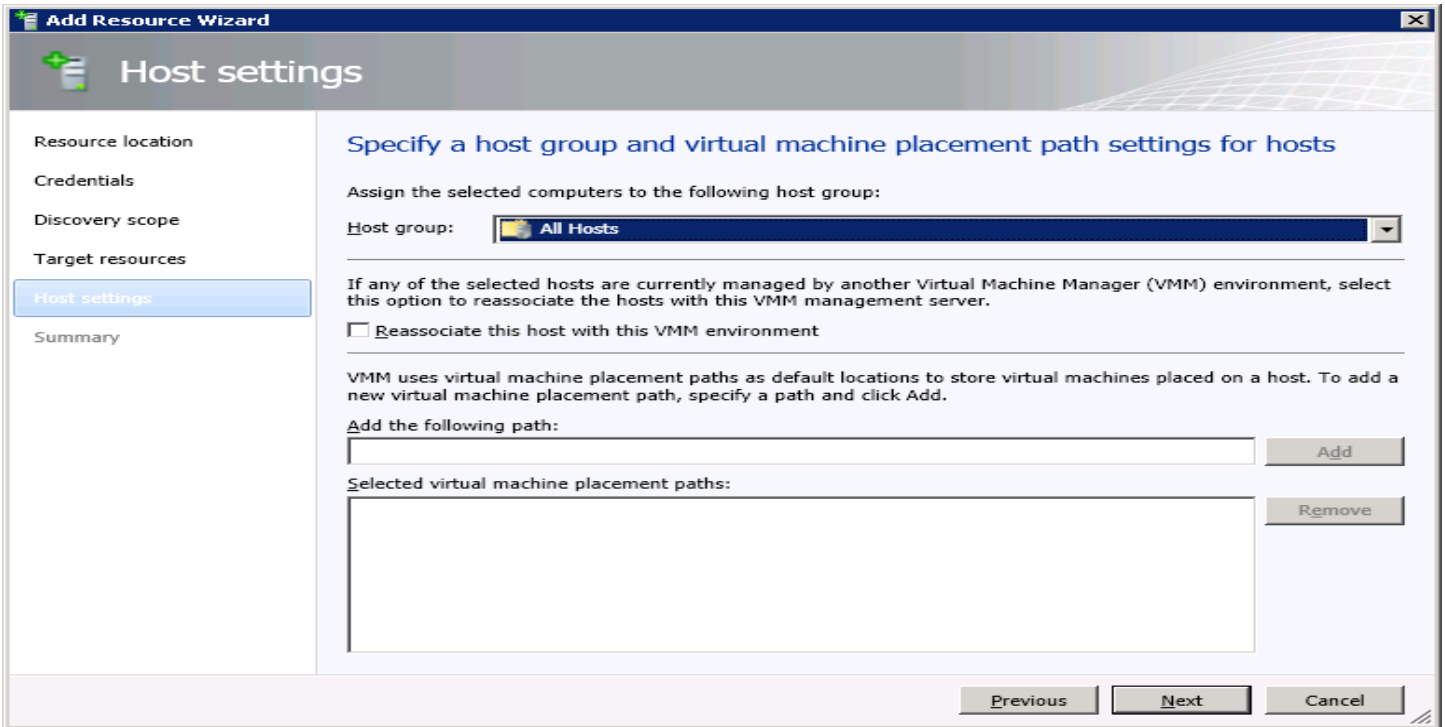 Add Resource Wizard
Host settings
Resource location
Credentials
Discovery scope
Target resources
Host settings
Summary
Specify a host group and virtual machine placement path settings for hosts
Assign the selected computers to the following host group:
Host group: All Hosts
If any of the selected hosts are currently managed by another Virtual Machine Manager (VMM) environment, select
this option to reassociate the hosts with this VMM management server.
Reassociate this host with this VMM environment
VMM uses virtual machine placement paths as default locations to store virtual machines placed on a host. To add a
new virtual machine placement path, specify a path and click Add.
Add the following path:
Add
Selected virtual machine placement paths:
Remove
Previous Next Cancel